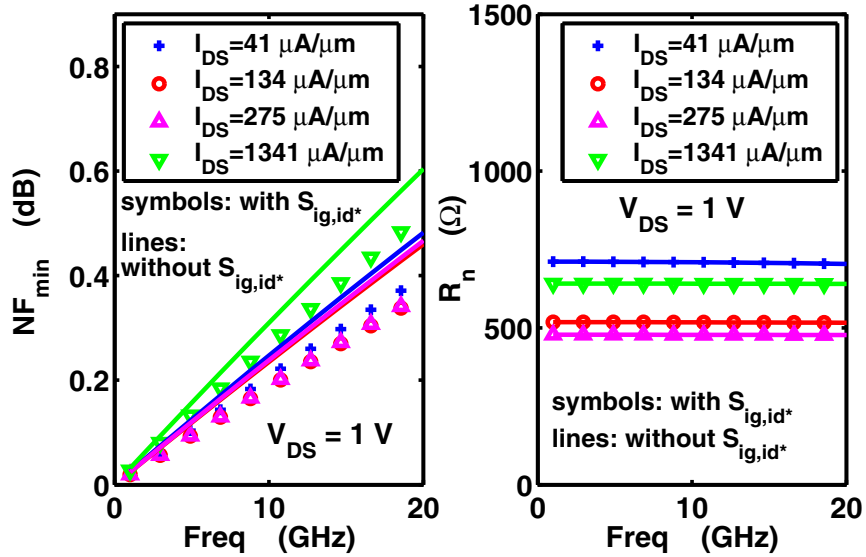 0.8
0.6
0.4
0.2
0
NF_min (dB)
I_DS=41 μA/μm
I_DS=134 μA/μm
I_DS=275 μA/μm
I_DS=1341 μA/μm
symbols: with S_ig,id*
lines:
without S_ig,id*
V_DS = 1 V
0 10 20
Freq (GHz)
1500
1000
500
0
R_n (Ω)
I_DS=41 μA/μm
I_DS=134 μA/μm
I_DS=275 μA/μm
I_DS=1341 μA/μm
V_DS = 1 V
symbols: with S_ig,id*
lines: without S_ig,id*
0 5 10 15 20
Freq (GHz)